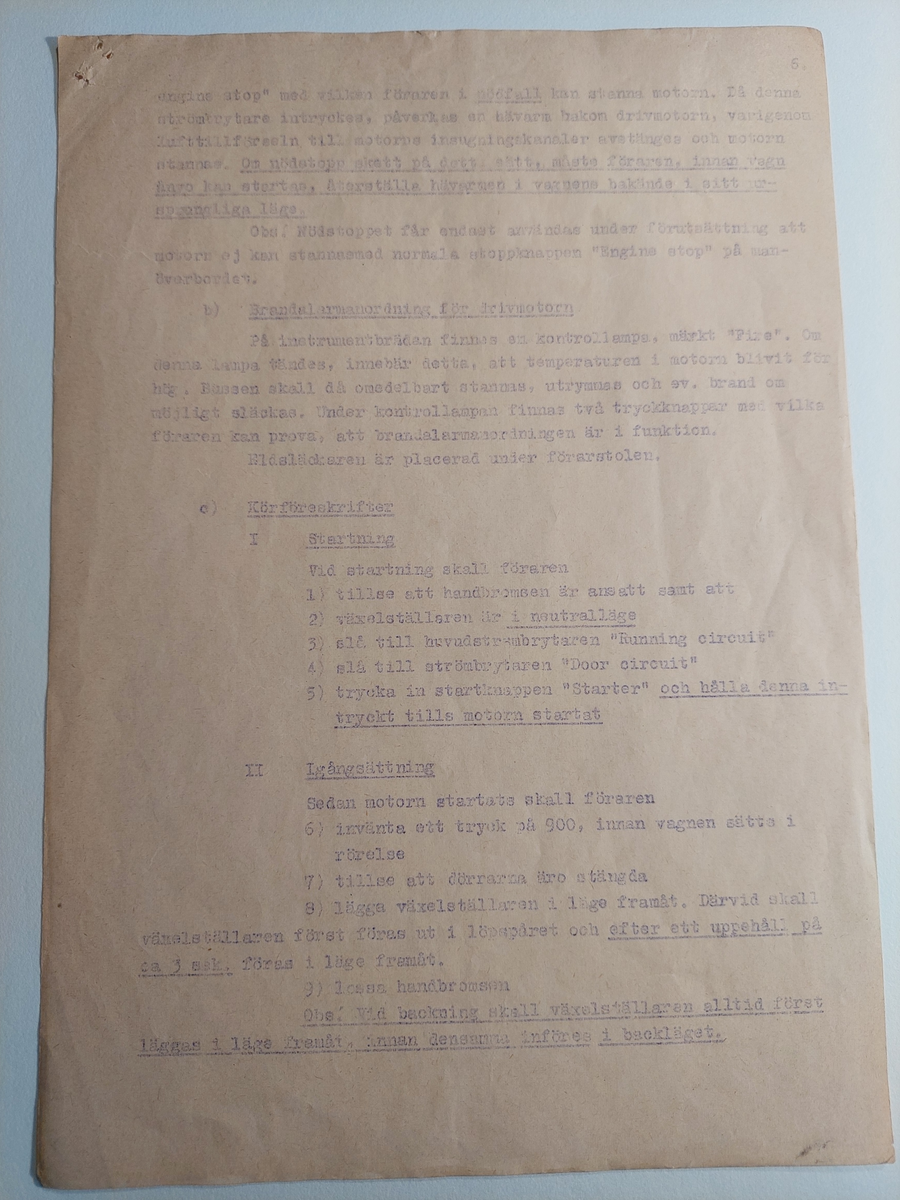 6.
engine stop" med vilken föraren i nödfall kan stanna motorn. Då denna
strömbrytare intryckes, påverkas en hävarm bakom drivmotorn, varigenom
lufttillförseln till motorns insugningskanaler avstänges och motorn
stannas. Om nödstopp skett på detta sätt, måste föraren, innan vagn
ånyo kan startas, återställa hävarmen i vagnens bakände i sitt ur-
sprungliga läge.
Obs! Nödstoppet får endast användas under förutsättning att
motorn ej kan stannasmed normala stoppknappen "Engine stop" på man-
överbordet.
b) Brandalarmanordning för drivmotorn
På instrumentbrädan finnes en kontrollampa, märkt "Fire". Om
denna lampa tändes, innebär detta, att temperaturen i motorn blivit för
hög. Bussen skall då omedelbart stannas, utrymmas och ev. brand om
möjligt släckas. Under kontrollampan finnas två tryckknappar med vilka
föraren kan prova, att brandalarmanordningen är i funktion.
Eldsläckaren är placerad under förarstolen.
c) Körföreskrifter
I Startning
Vid startning skall föraren
1) tillse att handbromsen är ansatt samt att
2) växelställaren är i neutralläge
3) slå till huvudströmbrytaren "Running circuit"
4) slå till strömbrytaren "Door circuit"
5) trycka in startknappen "Starter" och hålla denna in-
tryckt tills motorn startat
II Igångsättning
Sedan motorn startats skall föraren
6) invänta ett tryck på 900, innan vagnen sätts i
rörelse
7) tillse att dörrarna äro stängda
8) lägga växelställaren i läge framåt. Därvid skall
växelställaren först föras ut i löpspåret och efter ett uppehåll på
ca 3 sek. föras i läge framåt.
9) lossa handbromsen
Obs! Vid backning skall växelställaren alltid först
läggas i läge framåt, innan densamma införes i backläget.